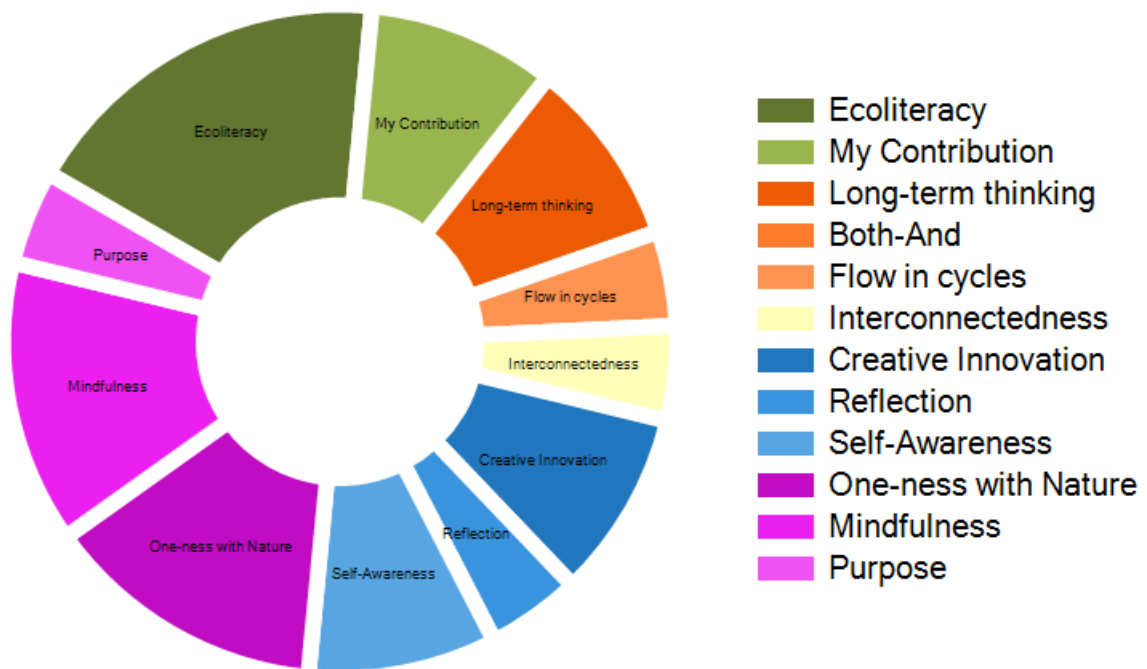 Ecoliteracy
My Contribution
Long-term thinking
Flow in cycles
Interconnectedness
Creative Innovation
Reflection
Self-Awareness
One-ness with Nature
Mindfulness
Purpose
Ecoliteracy
My Contribution
Long-term thinking
Both-And
Flow in cycles
Interconnectedness
Creative Innovation
Reflection
Self-Awareness
One-ness with Nature
Mindfulness
Purpose